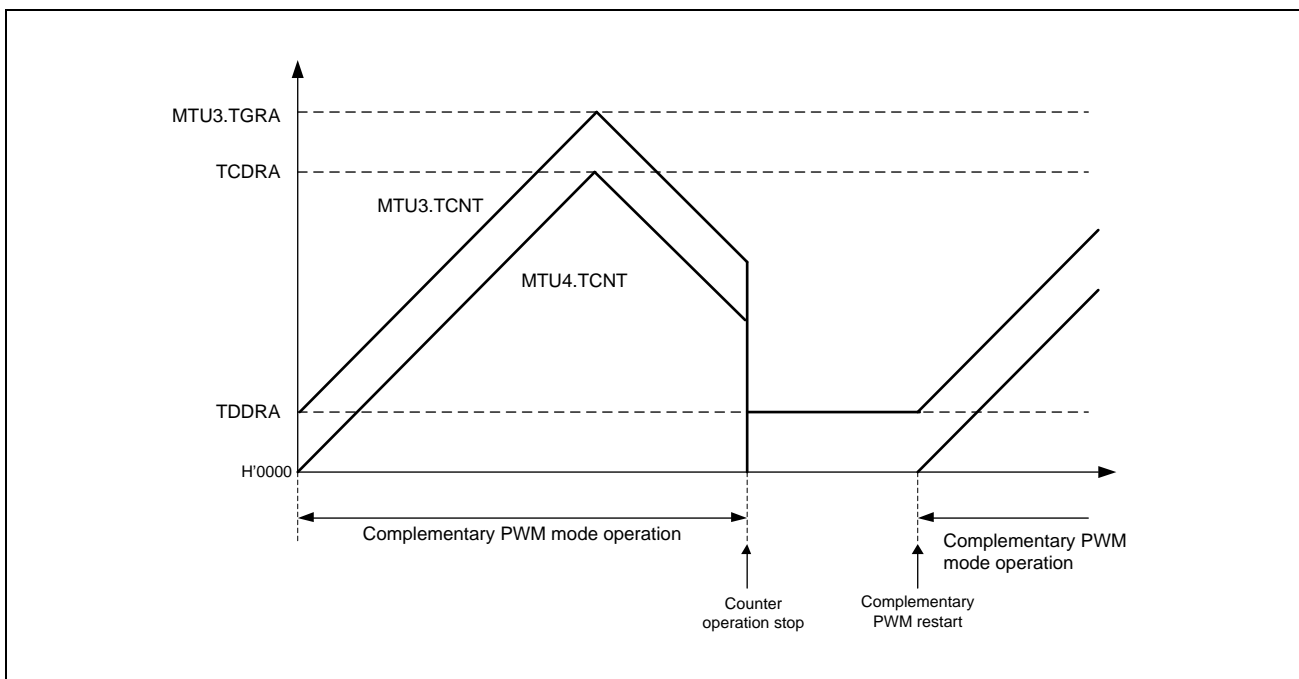 MTU3.TGRA
TCDRA
MTU3.TCNT
MTU4.TCNT
TDDRA
H'0000
Complementary PWM mode operation
Complementary PWM
mode operation
Counter
operation stop
Complementary
PWM restart